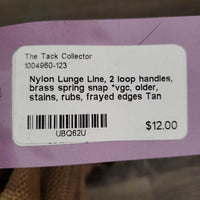 The Tack Collector
1004960-123
Nylon Lunge Line, 2 loop handles,
brass spring snap *vgc, older,
stains, rubs, frayed edges Tan
UBQ62U
$12.00